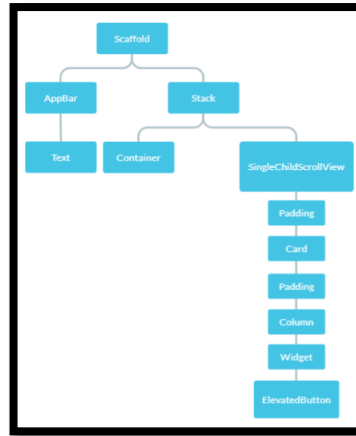 Scaffold
AppBar
Stack
Text
Container
SingleChildScrollView
Padding
Card
Padding
Column
Widget
ElevatedButton